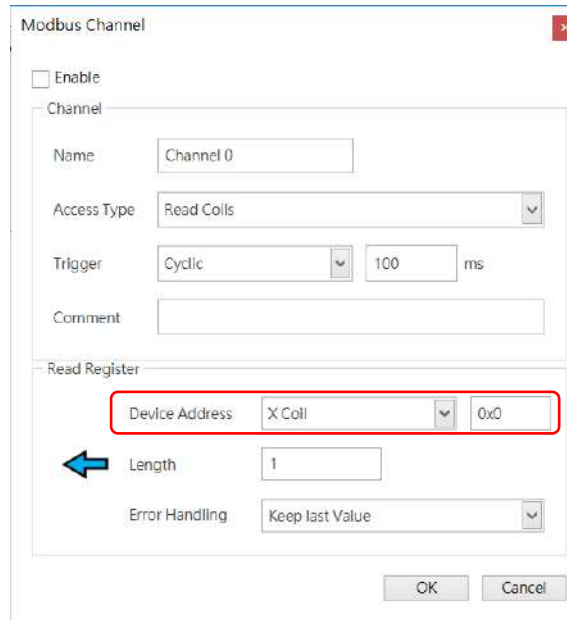 Modbus Channel
Enable
Channel
Name Channel 0
Access Type Read Coils
Trigger Cyclic 100 ms
Comment
Read Register
Device Address X Coil 0x0
Length 1
Error Handling Keep last Value
OK Cancel